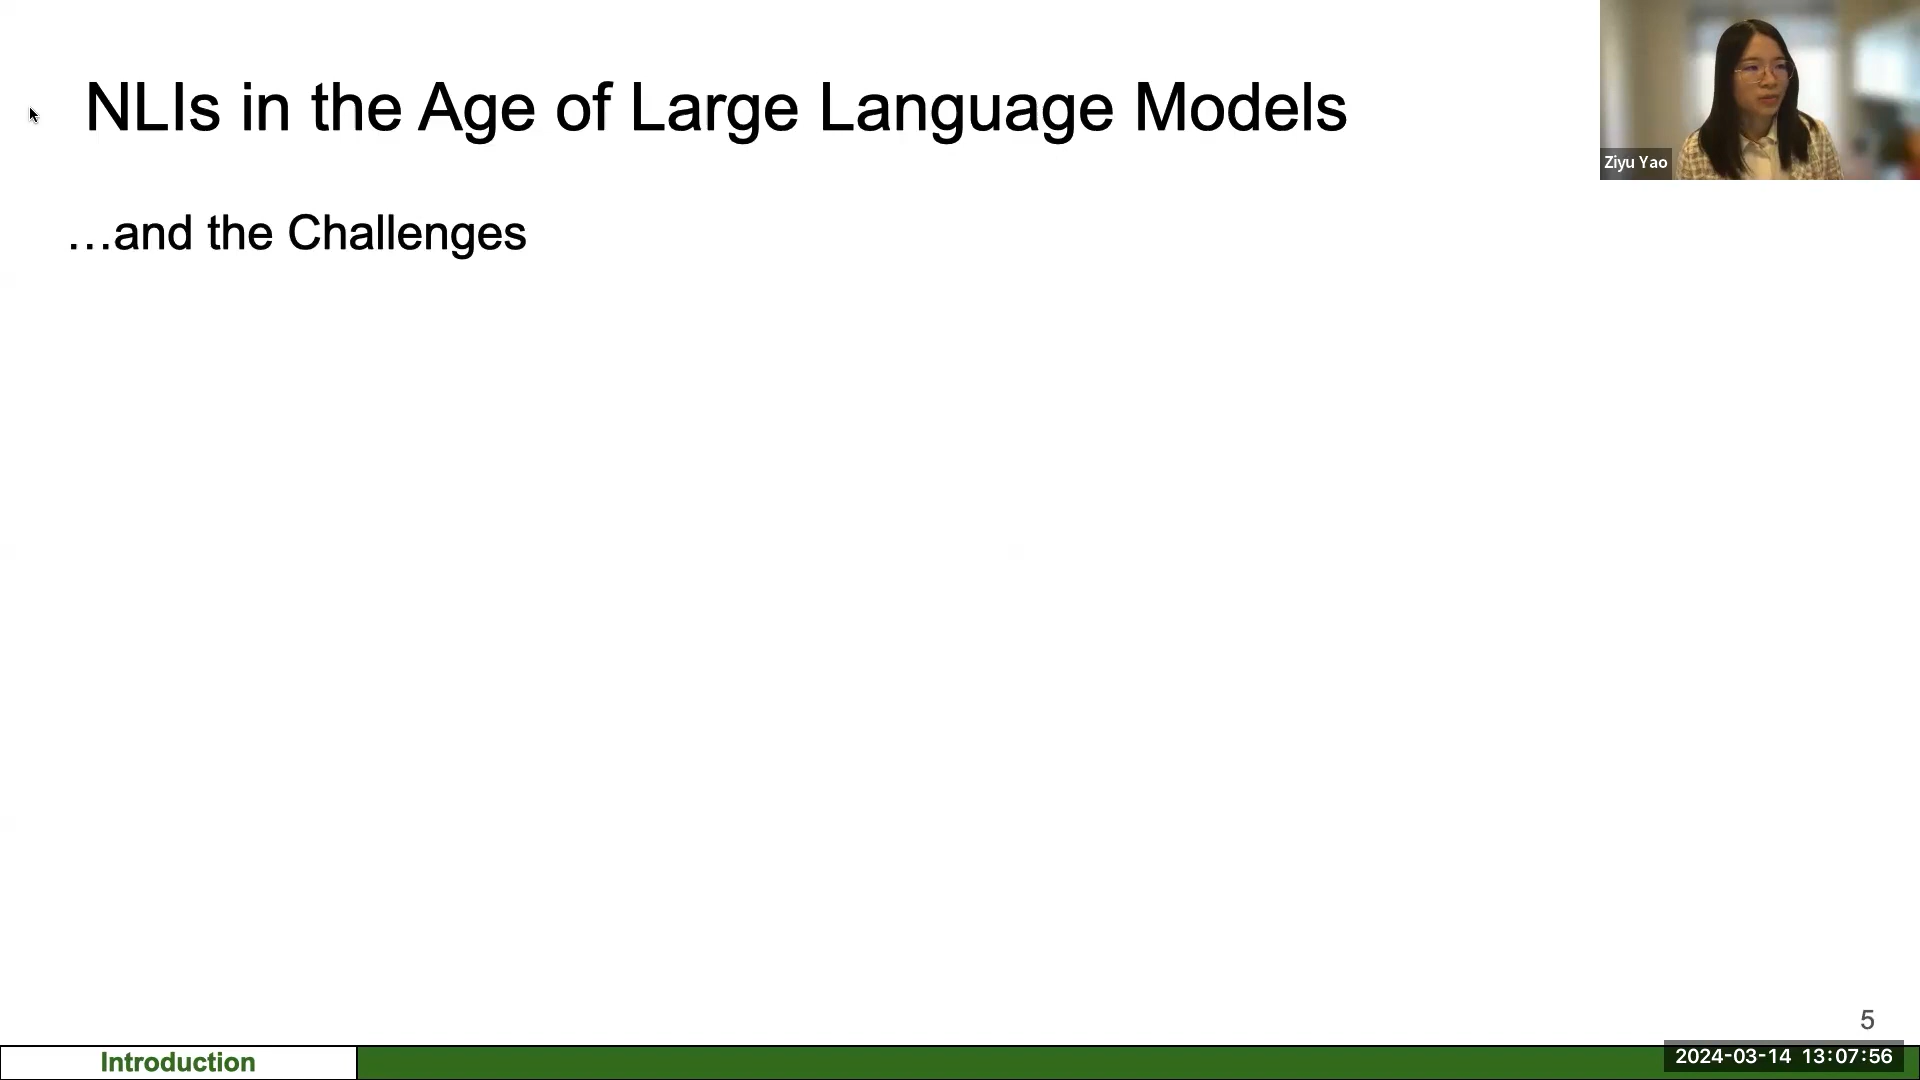 NLIs in the Age of Large Language Models
Ziyu Yao
…and the Challenges
5
Introduction
2024-03-14 13:07:56